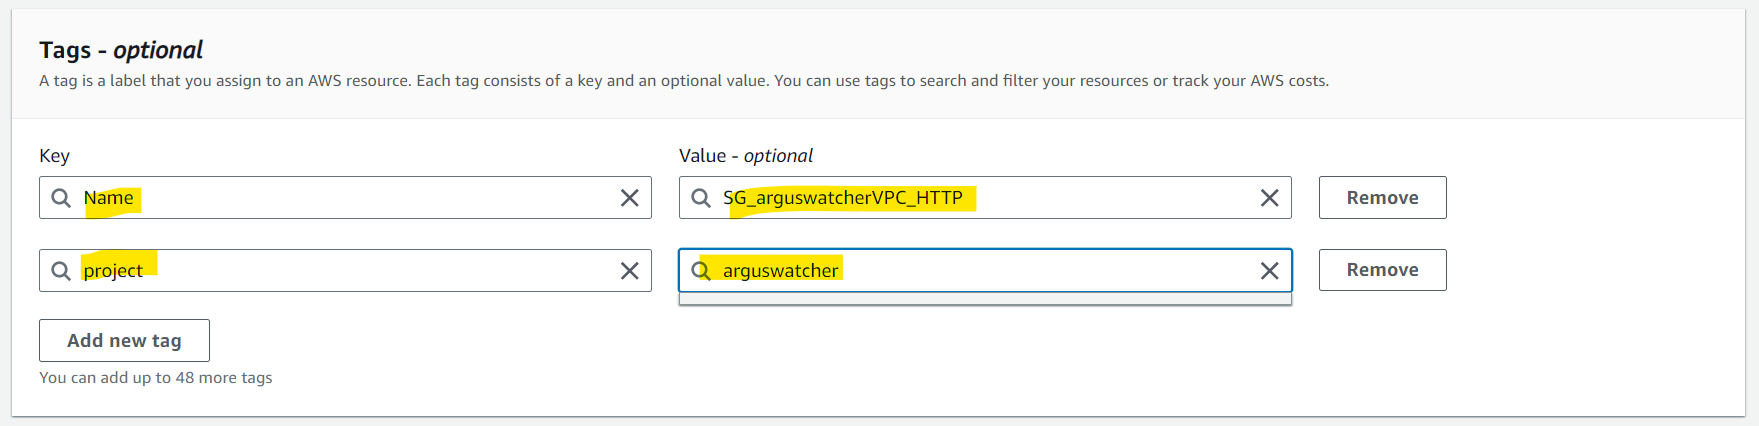 Tags - optional
A tag is a label that you assign to an AWS resource. Each tag consists of a key and an optional value. You can use tags to search and filter your resources or track your AWS costs.
Key
Value - optional
Name
SG_arguswatcherVPC_HTTP
Remove
project
arguswatcher
Remove
Add new tag
You can add up to 48 more tags